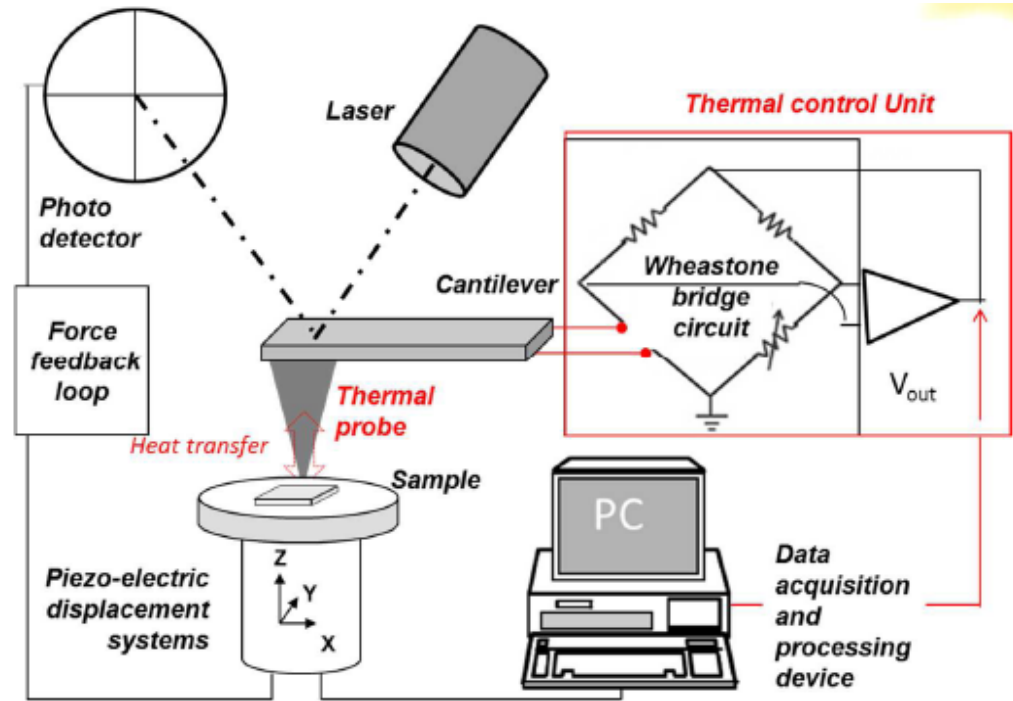 Laser
Thermal control Unit
Photo
detector
Cantilever
Wheastone
bridge
circuit
Force
feedback
loop
Thermal
probe
Vout
Heat transfer
Sample
PC
Piezo-electric
displacement
systems
Z
Y
X
Data
acquisition
and
processing
device